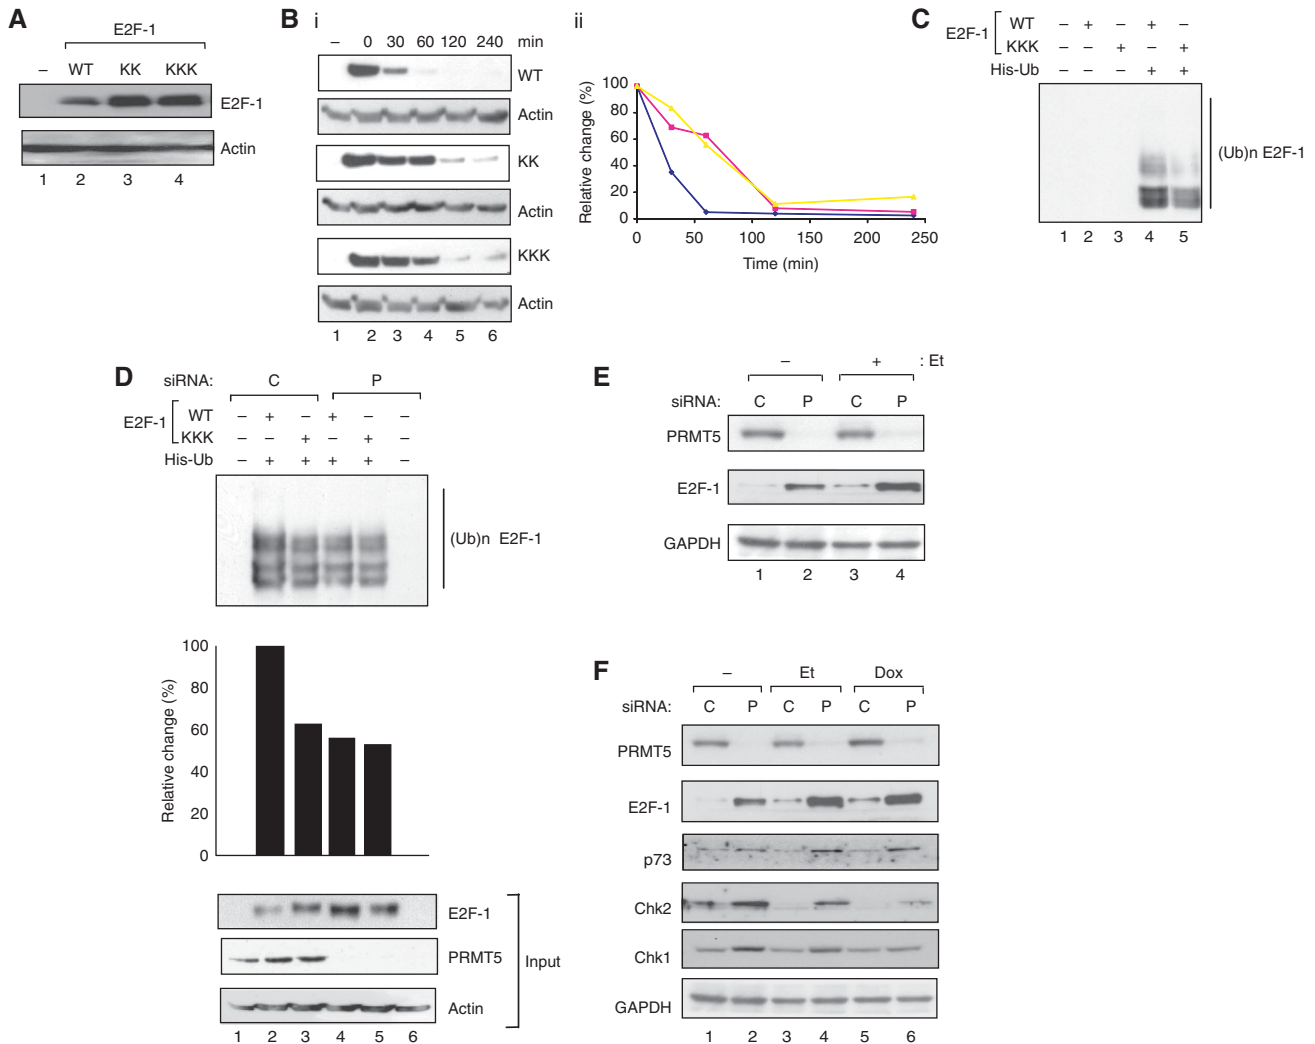 A
E2F-1
– WT KK KKK
E2F-1
Actin
1 2 3 4
B i
– 0 30 60 120 240 min
WT
Actin
KK
Actin
KKK
Actin
1 2 3 4 5 6
ii
Relative change (%)
100
80
60
40
20
0
0 50 100 150 200 250
Time (min)
C
E2F-1
WT – + – + –
KKK – – + – +
His-Ub – – – + +
(Ub)n E2F-1
1 2 3 4 5
D
siRNA: C P
E2F-1
WT – + – + – –
KKK – – + – + –
His-Ub – + + + + –
(Ub)n E2F-1
Relative change (%)
100
80
60
40
20
0
E2F-1
PRMT5
Actin
Input
1 2 3 4 5 6
E
– + : Et
siRNA: C P C P
PRMT5
E2F-1
GAPDH
1 2 3 4
F
– Et Dox
siRNA: C P C P C P
PRMT5
E2F-1
p73
Chk2
Chk1
GAPDH
1 2 3 4 5 6